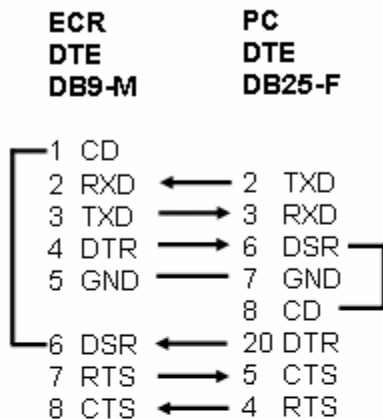 ECR PC
DTE DTE
DB9-M DB25-F
1 CD
2 RXD 2 TXD
3 TXD 3 RXD
4 DTR 6 DSR
5 GND 7 GND
8 CD
6 DSR 20 DTR
7 RTS 5 CTS
8 CTS 4 RTS